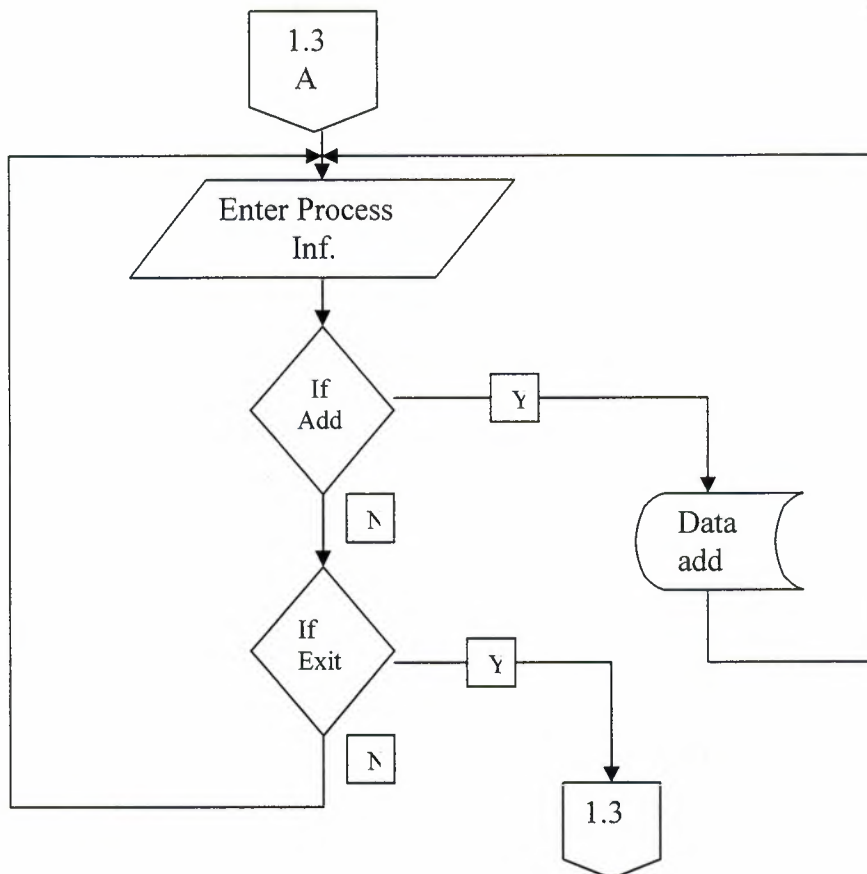 1.3
A
Enter Process
Inf.
If
Add
Y
N
Data
add
If
Exit
Y
N
1.3